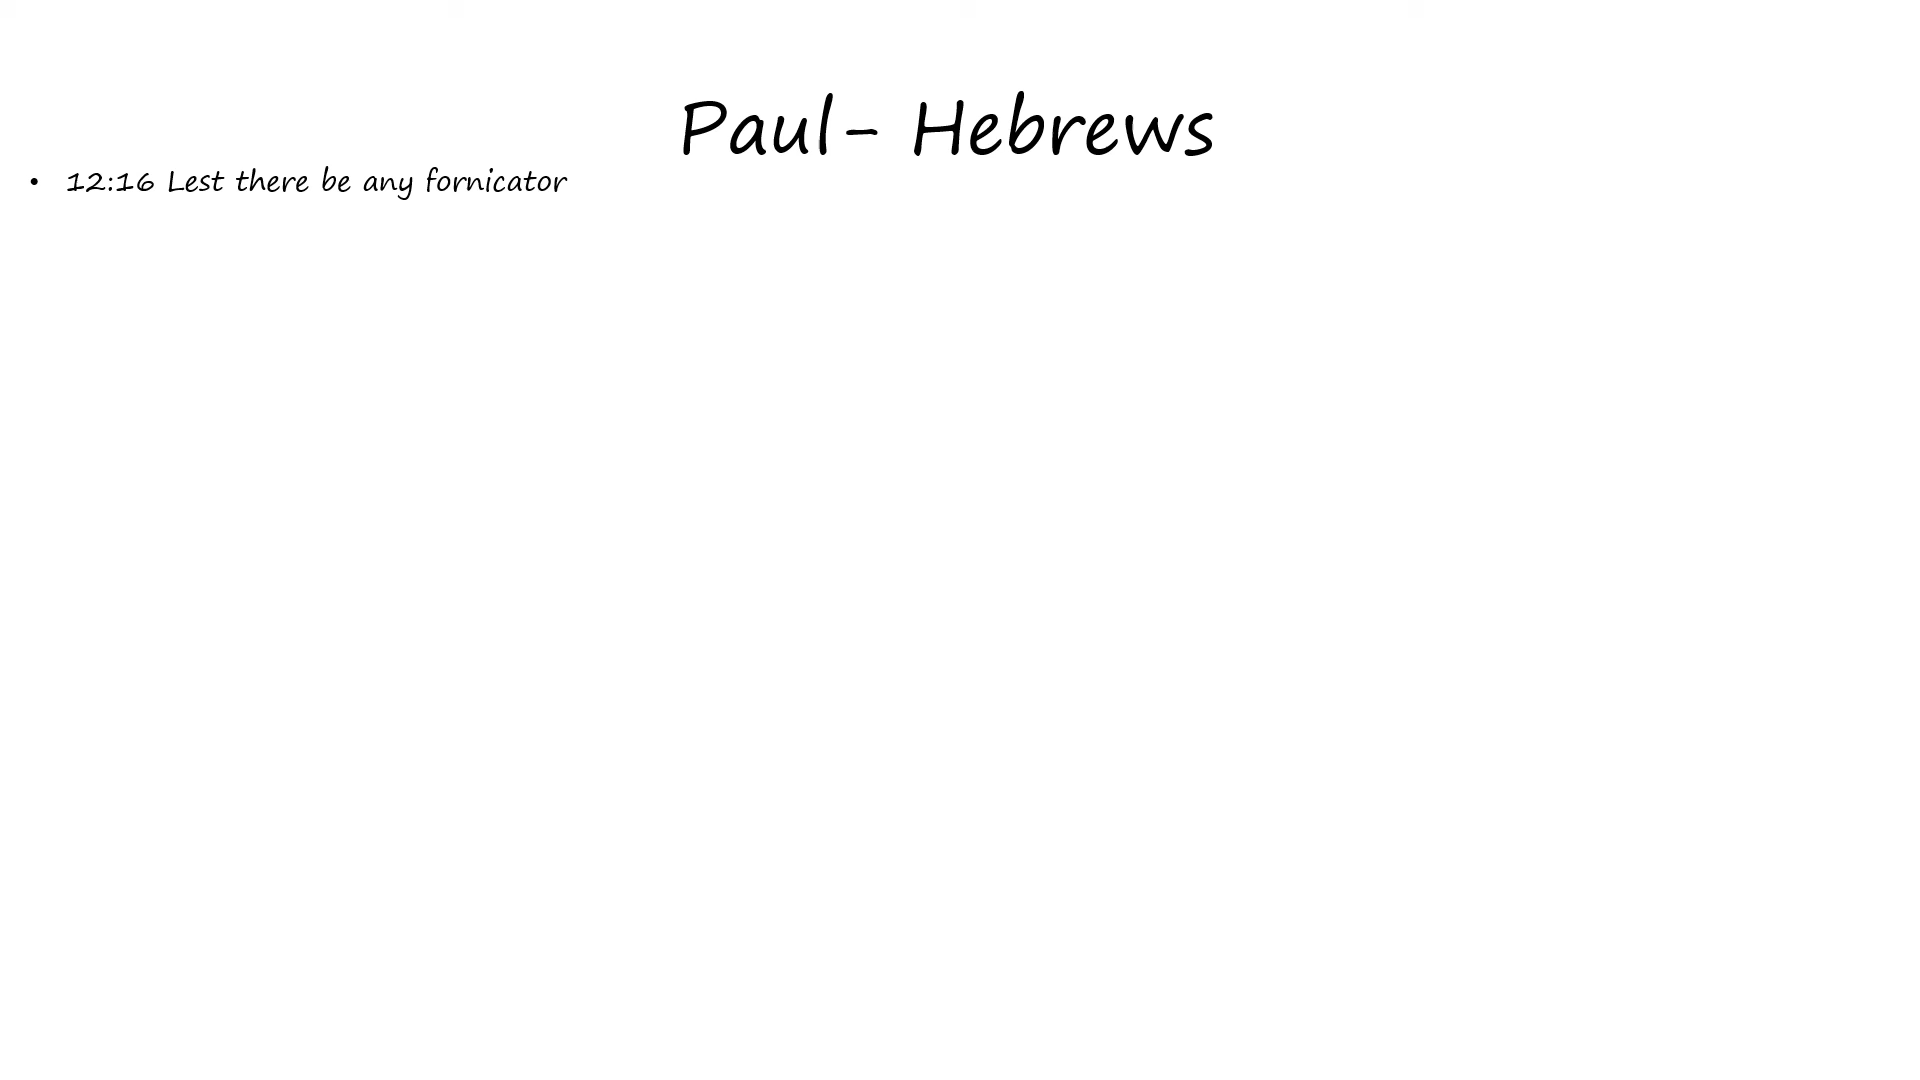 Paul- Hebrews
• 12:16 Lest there be any fornicator